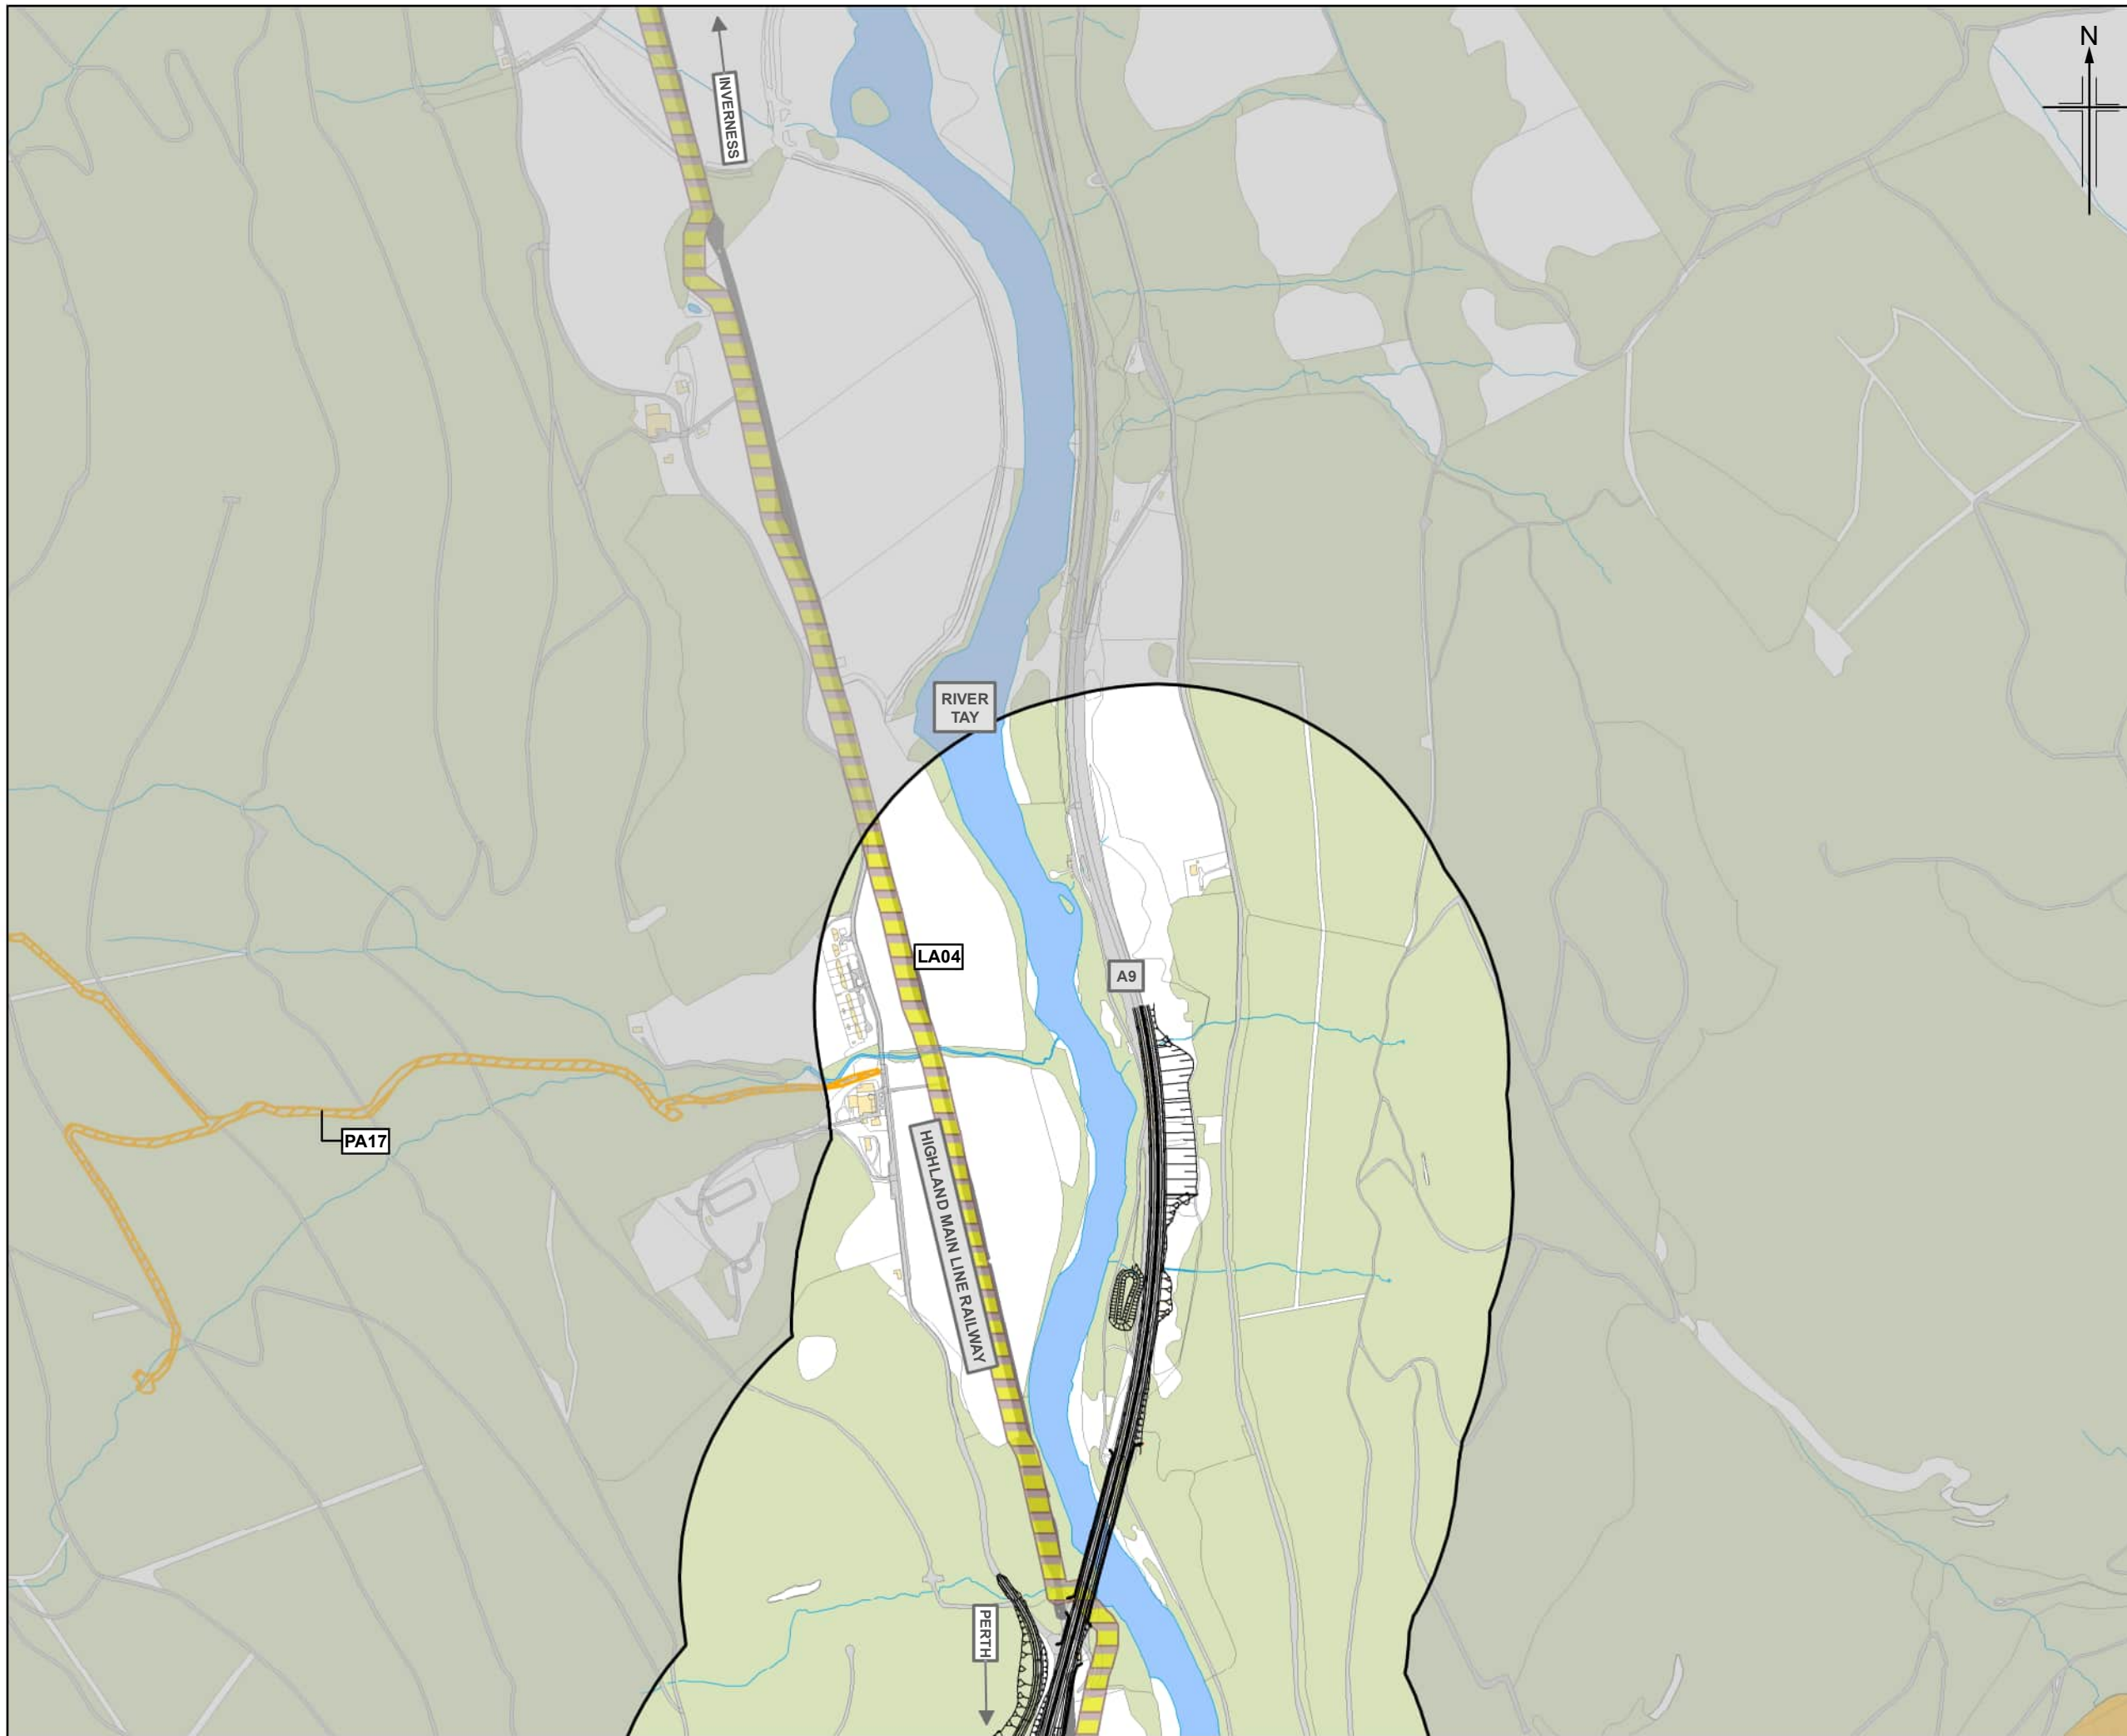 N
INVERNESS
RIVER
TAY
LA04
A9
PA17
HIGHLAND MAIN LINE RAILWAY
PERTH